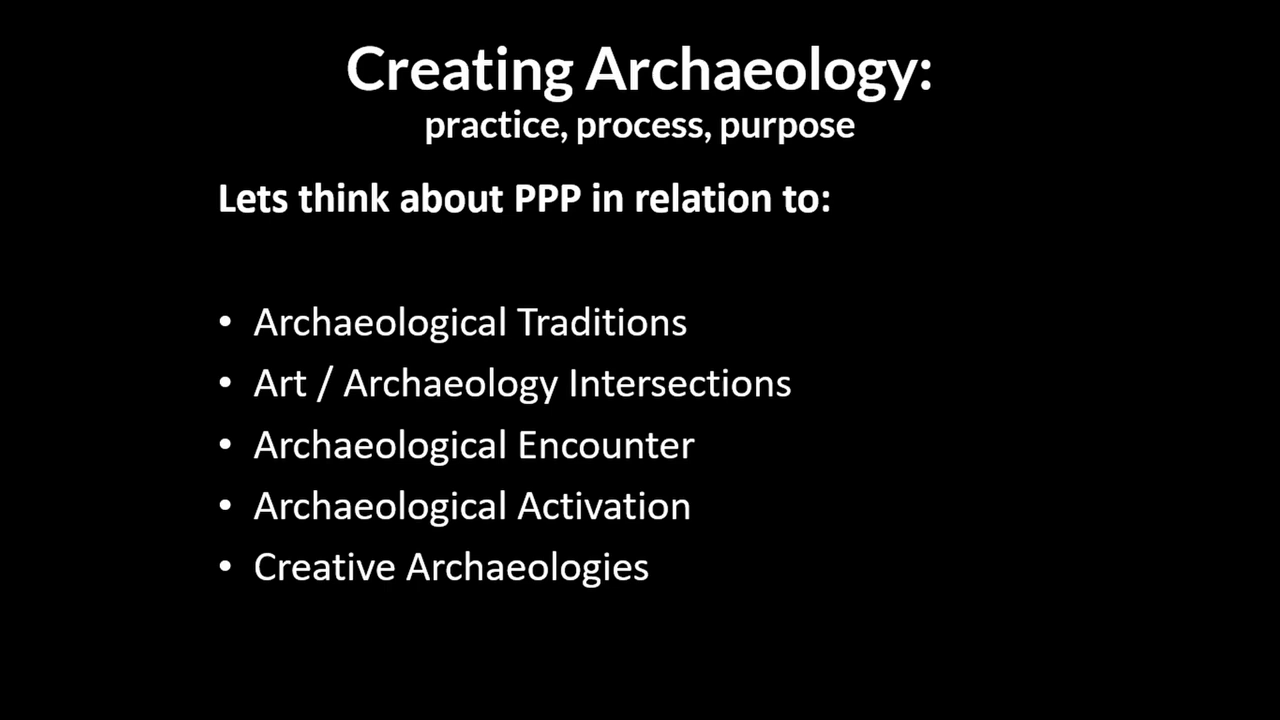 Creating Archaeology:
practice, process, purpose
Lets think about PPP in relation to:
• Archaeological Traditions
• Art / Archaeology Intersections
• Archaeological Encounter
• Archaeological Activation
• Creative Archaeologies